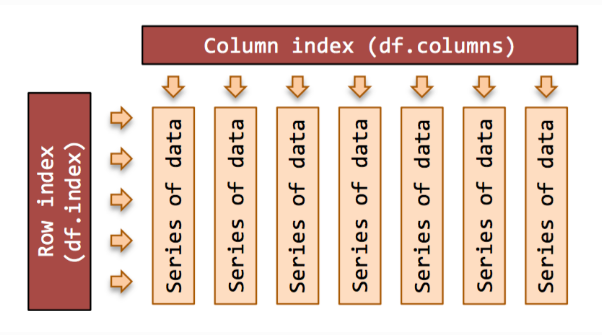 Column index (df.columns)
Row index
(df.index)
Series of data
Series of data
Series of data
Series of data
Series of data
Series of data
Series of data